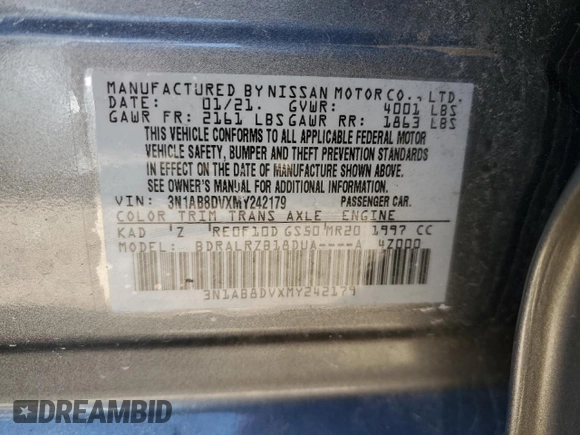 MANUFACTURED BY NISSAN MOTOR CO., LTD.
DATE: 01/21. GVWR: 4001 LBS
GAWR FR: 2161 LBS GAWR RR: 1863 LBS
THIS VEHICLE CONFORMS TO ALL APPLICABLE FEDERAL MOTOR
VEHICLE SAFETY, BUMPER AND THEFT PREVENTION STANDARDS
IN EFFECT ON THE DATE OF MANUFACTURE SHOWN ABOVE.
SEE OWNER'S MANUAL FOR ADDITIONAL INFORMATION.
VIN: 3N1AB8DVXMY242179 PASSENGER CAR.
COLOR TRIM TRANS AXLE ENGINE
KAD 'Z 'RE0F10D GS50 MR20 1997 CC
MODEL: BDRALRZB18DUA----A 4Z000
3N1AB8DVXMY242179
DREAMBID